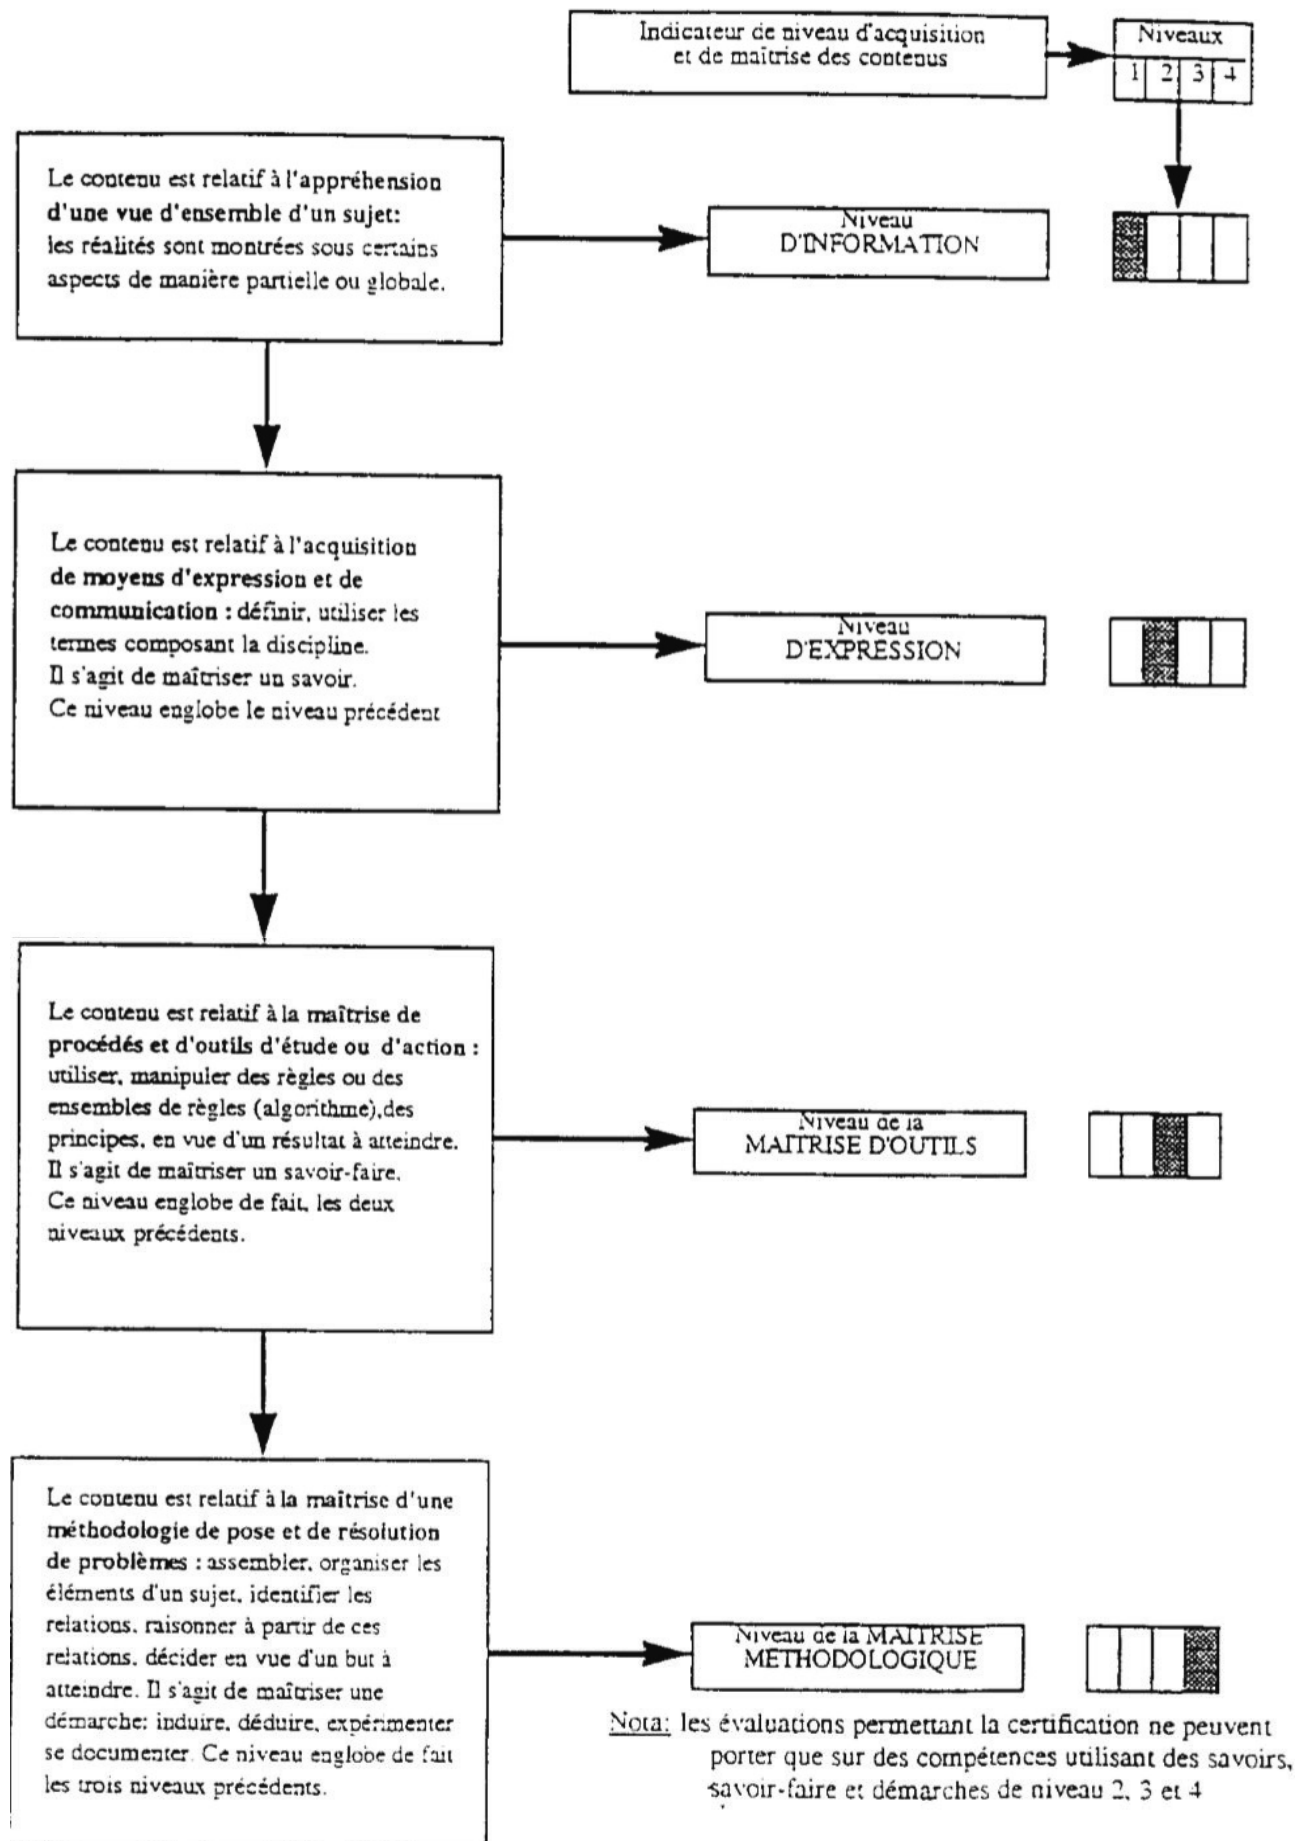 Indicateur de niveau d'acquisition
et de maîtrise des contenus
Niveaux
1 2 3 4
Le contenu est relatif à l'appréhension
d'une vue d'ensemble d'un sujet:
les réalités sont montrées sous certains
aspects de manière partielle ou globale.
Niveau
D'INFORMATION
Le contenu est relatif à l'acquisition
de moyens d'expression et de
communication : définir, utiliser les
termes composant la discipline.
Il s'agit de maîtriser un savoir.
Ce niveau englobe le niveau précédent
Niveau
D'EXPRESSION
Le contenu est relatif à la maîtrise de
procédés et d'outils d'étude ou d'action :
utiliser, manipuler des règles ou des
ensembles de règles (algorithme),des
principes, en vue d'un résultat à atteindre.
Il s'agit de maîtriser un savoir-faire.
Ce niveau englobe de fait, les deux
niveaux précédents.
Niveau de la
MAITRISE D'OUTILS
Le contenu est relatif à la maîtrise d'une
méthodologie de pose et de résolution
de problèmes : assembler, organiser les
éléments d'un sujet, identifier les
relations, raisonner à partir de ces
relations, décider en vue d'un but à
atteindre. Il s'agit de maîtriser une
démarche: induire, déduire, expérimenter
se documenter. Ce niveau englobe de fait
les trois niveaux précédents.
Niveau de la MAITRISE
METHODOLOGIQUE
Nota: les évaluations permettant la certification ne peuvent
porter que sur des compétences utilisant des savoirs,
savoir-faire et démarches de niveau 2, 3 et 4